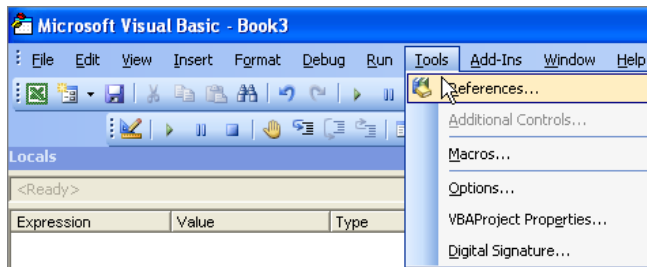 Microsoft Visual Basic - Book3
File Edit View Insert Format Debug Run Tools Add-Ins Window Help
References...
Additional Controls...
Locals
Macros...
<Ready>
Options...
Expression Value Type
VBAProject Properties...
Digital Signature...